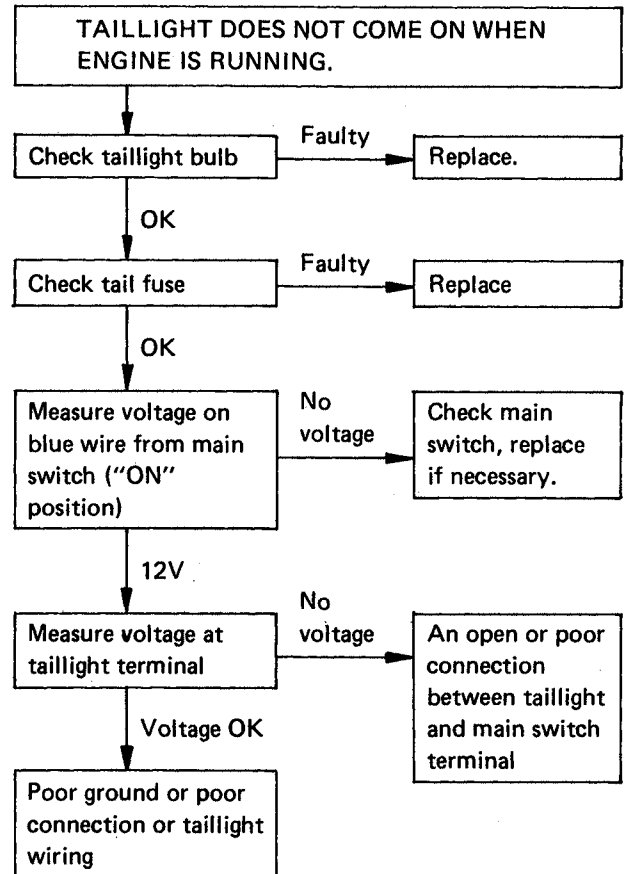 TAILLIGHT DOES NOT COME ON WHEN
ENGINE IS RUNNING.
Check taillight bulb
Faulty
Replace.
OK
Check tail fuse
Faulty
Replace
OK
Measure voltage on
blue wire from main
switch ("ON"
position)
No
voltage
Check main
switch, replace
if necessary.
12V
Measure voltage at
taillight terminal
No
voltage
An open or poor
connection
between taillight
and main switch
terminal
Voltage OK
Poor ground or poor
connection or taillight
wiring